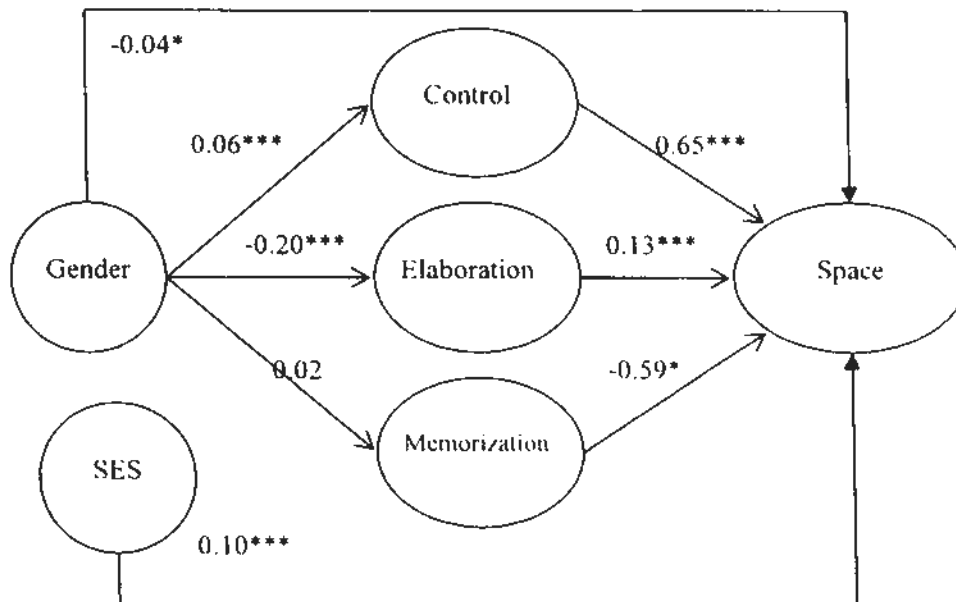 -0.04*
Control
0.06***
0.65***
-0.20***
0.13***
Gender
Elaboration
Space
0.02
-0.59*
Memorization
SES
0.10***